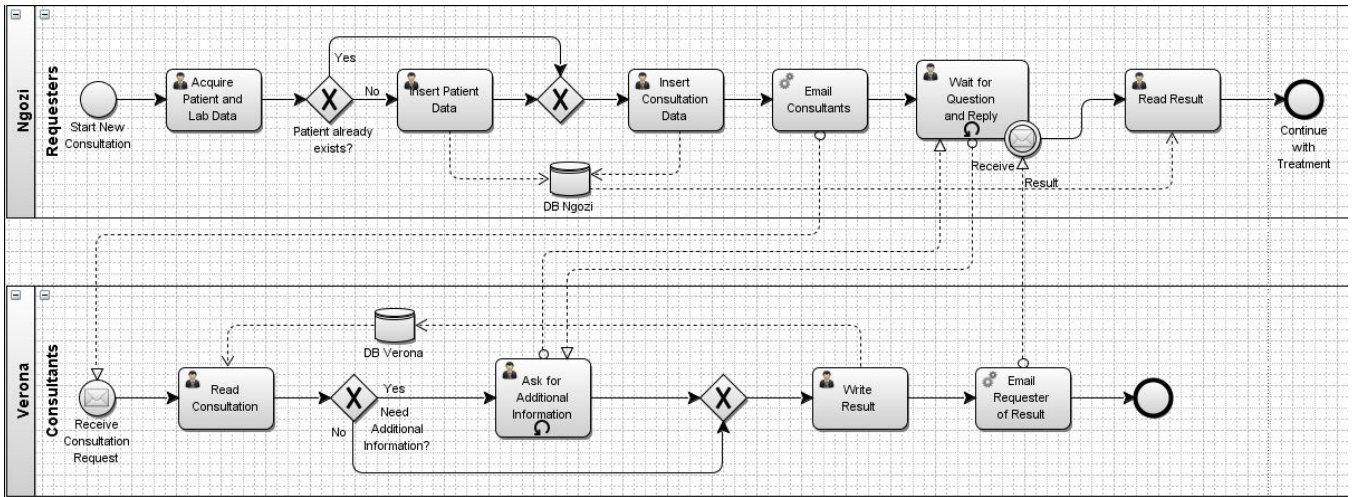 Ngozi
Requesters
Start New
Consultation
Acquire
Patient and
Lab Data
Yes
No
Patient already
exists?
Insert Patient
Data
Insert
Consultation
Data
DB Ngozi
Email
Consultants
Wait for
Question
and Reply
Receive
Result
Read Result
Continue
with
Treatment
Verona
Consultants
Receive
Consultation
Request
Read
Consultation
DB Verona
Yes
Need
Additional
Information?
No
Ask for
Additional
Information
Write
Result
Email
Requester
of Result